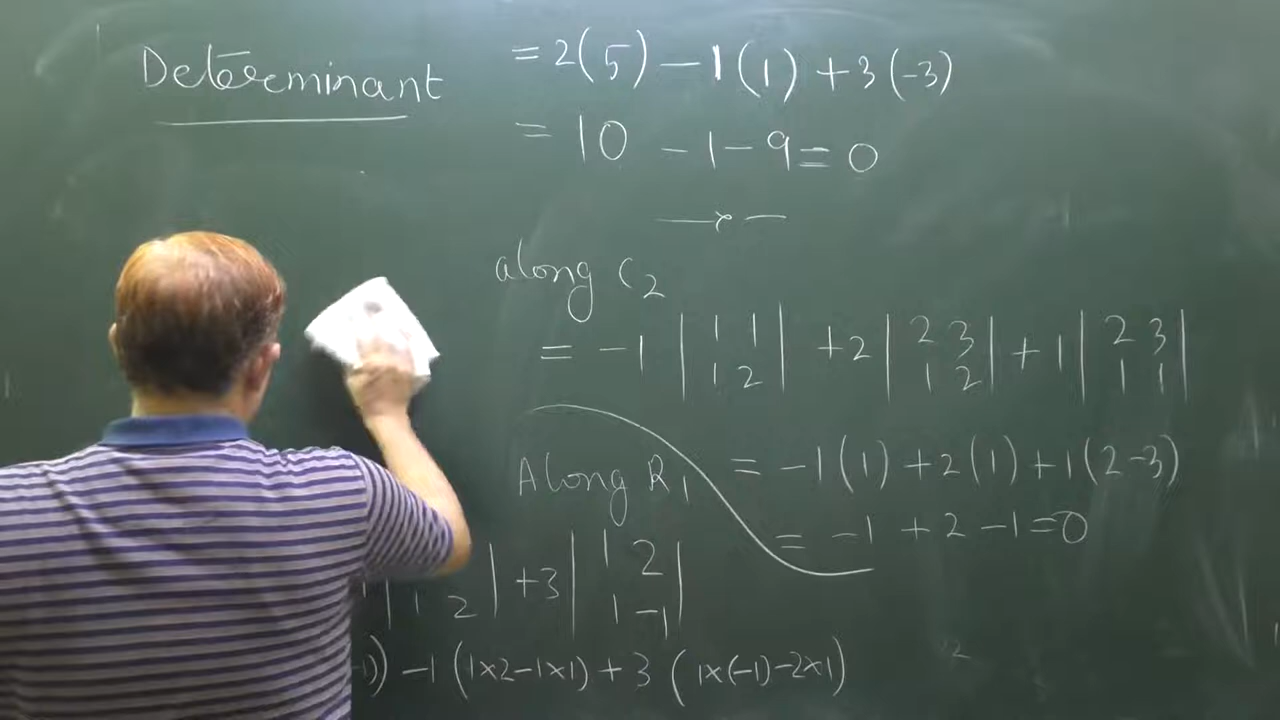 Determinant
= 2(5) - 1(1) + 3(-3)
= 10 - 1 - 9 = 0
along C2
= -1 | 1 1 | + 2 | 2 3 | + 1 | 2 3 |
1 2 1 2 1 1
Along R1
= -1(1) + 2(1) + 1(2-3)
= -1 + 2 - 1 = 0
| + 3 | 1 2 |
1 2 1 -1
) - 1 (1×2-1×1) + 3 (1×(-1)-2×1)